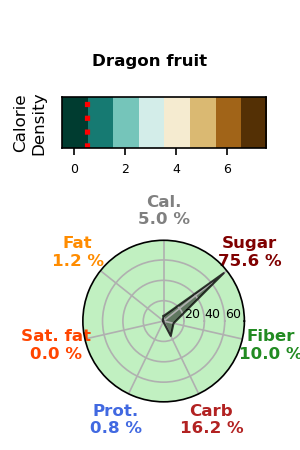 Dragon fruit
Calorie
Density
0 2 4 6
Cal.
5.0 %
Fat
1.2 %
Sugar
75.6 %
20 40 60
Sat. fat
0.0 %
Fiber
10.0 %
Prot.
0.8 %
Carb
16.2 %